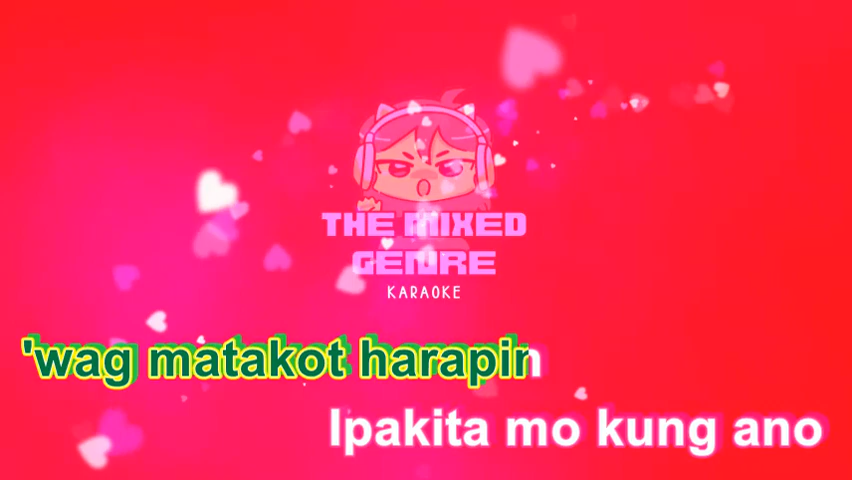 THE MIXED
GENRE
KARAOKE
'wag matakot harapin
Ipakita mo kung ano